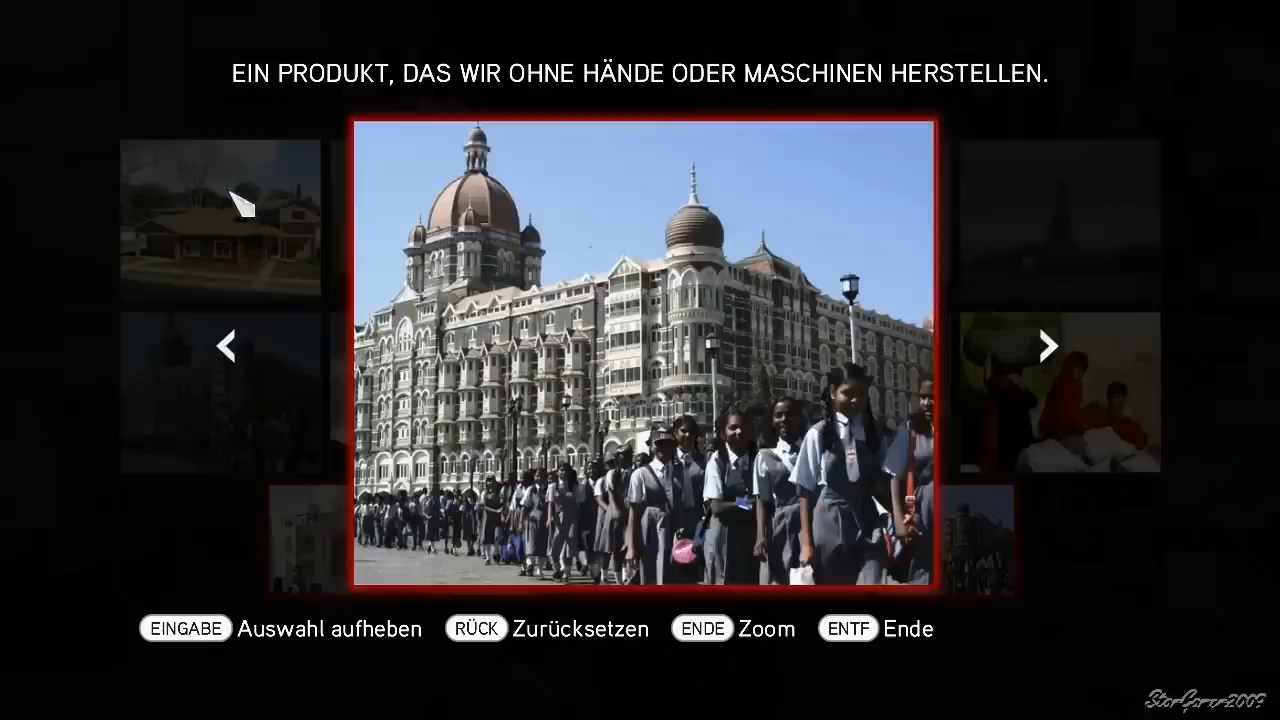 EIN PRODUKT, DAS WIR OHNE HÄNDE ODER MASCHINEN HERSTELLEN.
EINGABE Auswahl aufheben RÜCK Zurücksetzen ENDE Zoom ENTF Ende
StarGamer2009